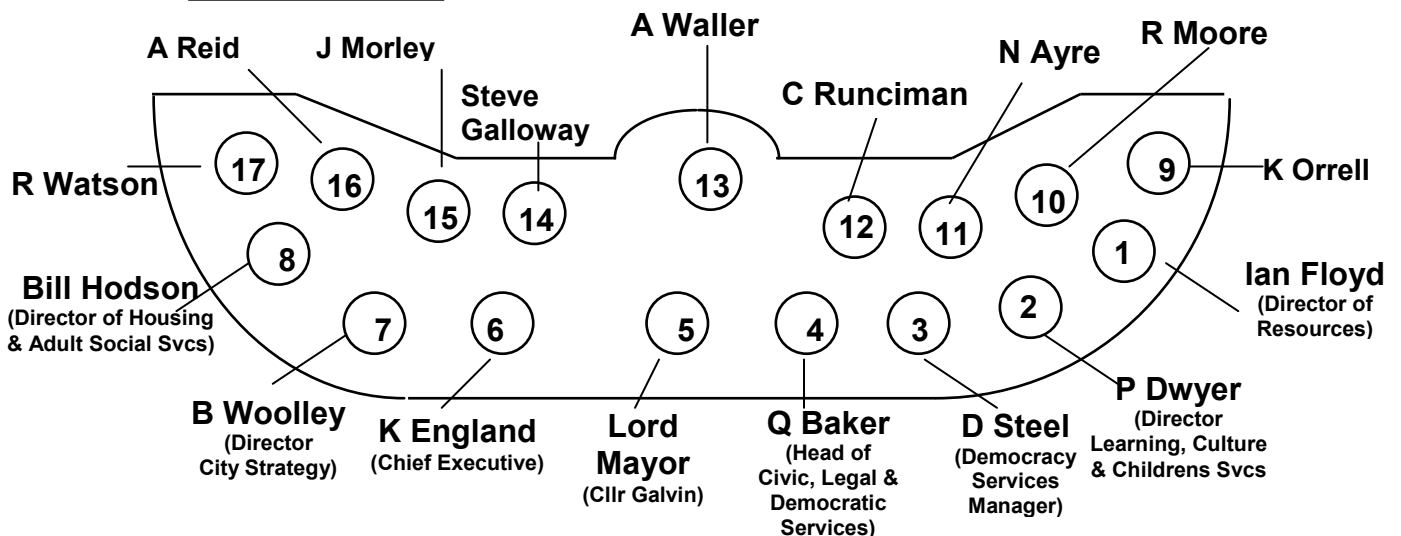 A Reid
J Morley
A Waller
N Ayre
R Moore
Steve
Galloway
C Runciman
R Watson
17
16
15
14
13
12
11
10
9
K Orrell
8
7
6
5
4
3
2
1
Bill Hodson
(Director of Housing
& Adult Social Svcs)
B Woolley
(Director
City Strategy)
K England
(Chief Executive)
Lord
Mayor
(Cllr Galvin)
Q Baker
(Head of
Civic, Legal &
Democratic
Services)
D Steel
(Democracy
Services
Manager)
P Dwyer
(Director
Learning, Culture
& Childrens Svcs
Ian Floyd
(Director of
Resources)